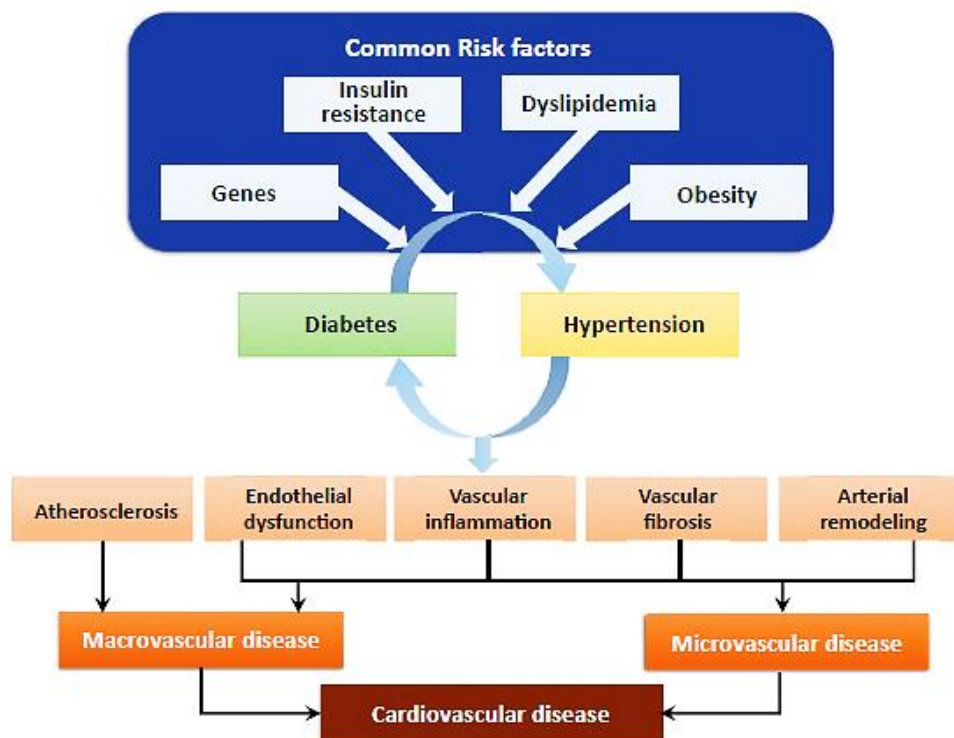 Common Risk factors
Insulin
resistance
Dyslipidemia
Genes
Obesity
Diabetes
Hypertension
Atherosclerosis
Endothelial
dysfunction
Vascular
inflammation
Vascular
fibrosis
Arterial
remodeling
Macrovascular disease
Microvascular disease
Cardiovascular disease